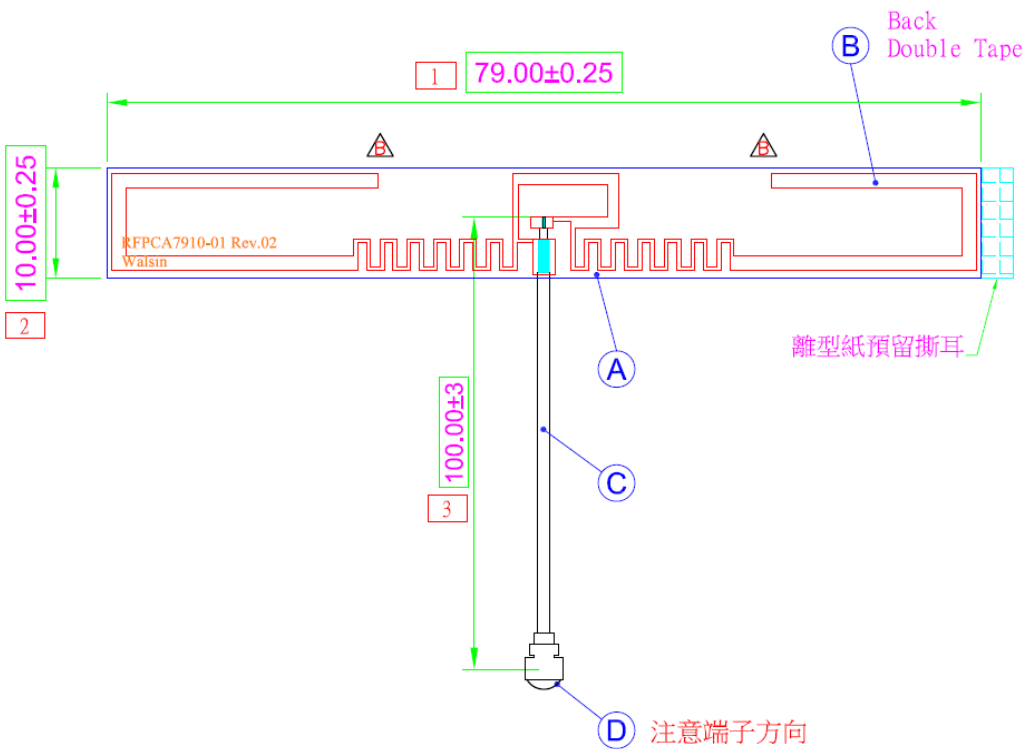 Back
Double Tape
B
1
79.00±0.25
B
B
10.00±0.25
2
RFPCA7910-01 Rev.02
Walsin
離型紙預留撕耳
A
100.00±3
3
C
D
注意端子方向